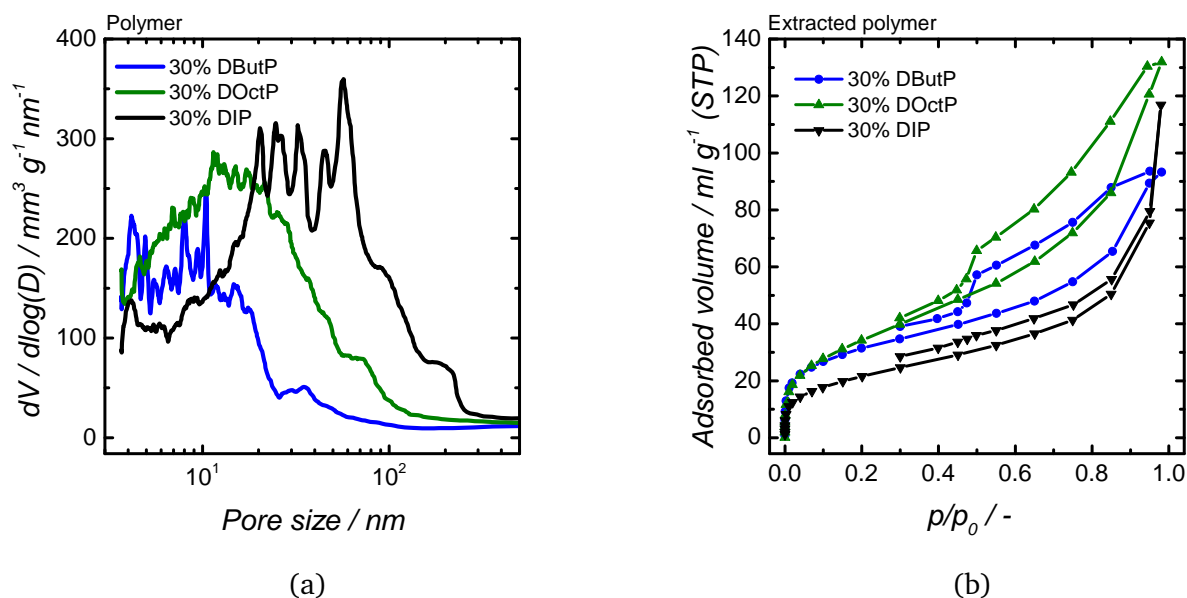 Polymer
400
300
200
100
0
30% DButP
30% DOctP
30% DIP
dV / dlog(D) / mm³ g⁻¹ nm⁻¹
10¹
10²
Pore size / nm
(a)
Extracted polymer
140
120
100
80
60
40
20
0
30% DButP
30% DOctP
30% DIP
Adsorbed volume / ml g⁻¹ (STP)
0.0 0.2 0.4 0.6 0.8 1.0
p/p₀ / -
(b)